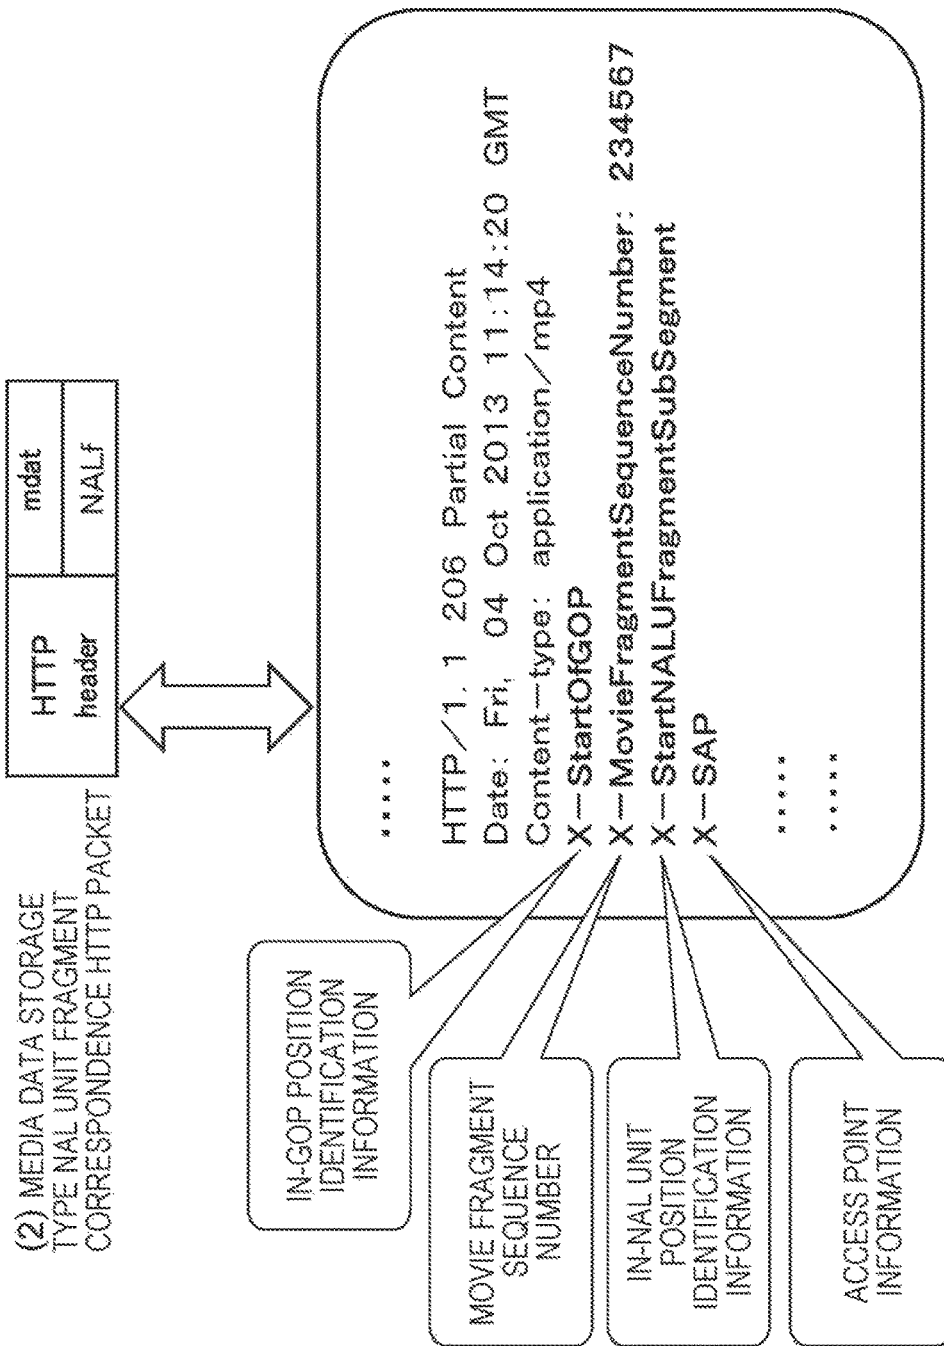 (2) MEDIA DATA STORAGE
TYPE NAL UNIT FRAGMENT
CORRESPONDENCE HTTP PACKET
HTTP
header
mdat
NALf
.....
HTTP/1. 1 206 Partial Content
Date: Fri, 04 Oct 2013 11:14:20 GMT
Content-type: application/mp4
X-StartOfGOP
X-MovieFragmentSequenceNumber: 234567
X-StartNALUFragmentSubSegment
X-SAP
.....
.....
IN-GOP POSITION
IDENTIFICATION
INFORMATION
MOVIE FRAGMENT
SEQUENCE
NUMBER
IN-NAL UNIT
POSITION
IDENTIFICATION
INFORMATION
ACCESS POINT
INFORMATION